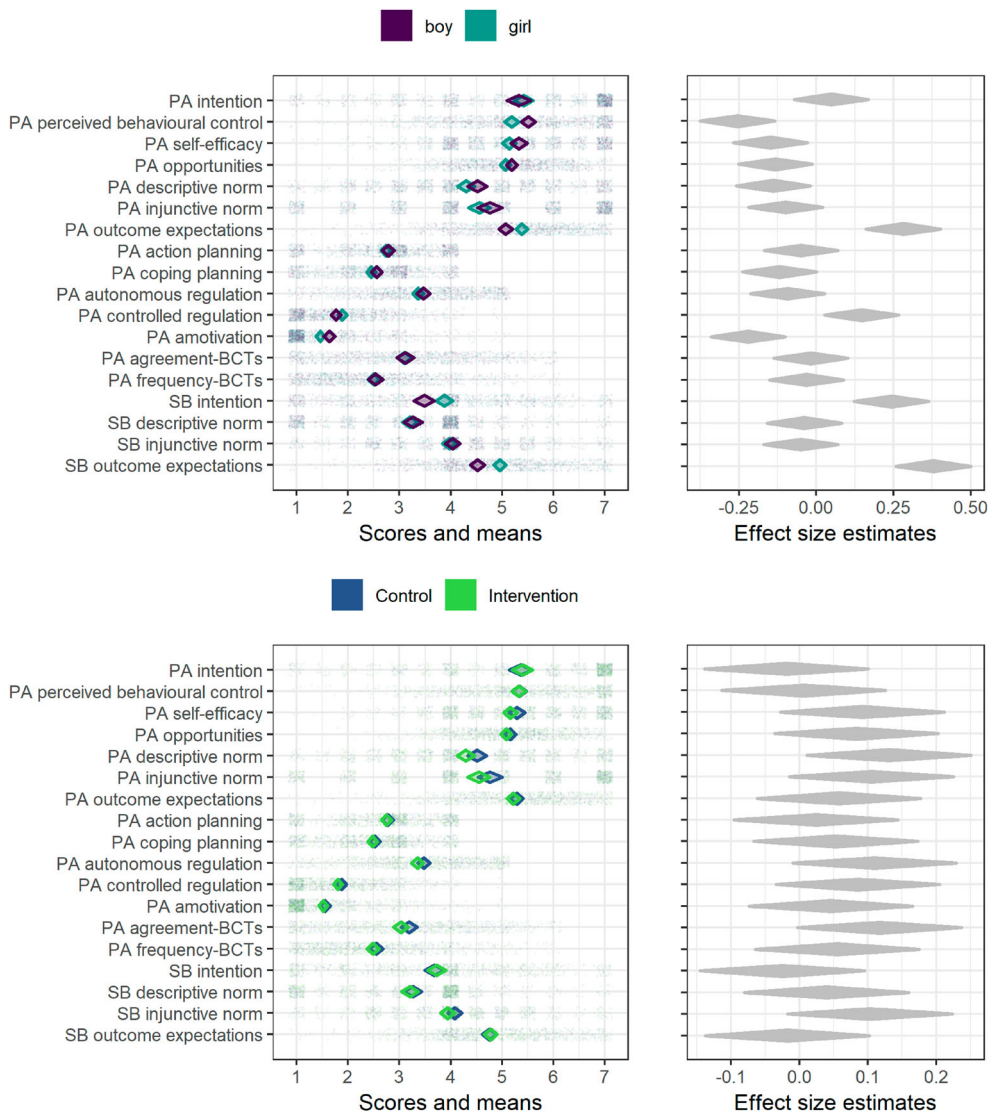 boy girl
PA intention
PA perceived behavioural control
PA self-efficacy
PA opportunities
PA descriptive norm
PA injunctive norm
PA outcome expectations
PA action planning
PA coping planning
PA autonomous regulation
PA controlled regulation
PA amotivation
PA agreement-BCTs
PA frequency-BCTs
SB intention
SB descriptive norm
SB injunctive norm
SB outcome expectations
1 2 3 4 5 6 7
Scores and means
-0.25 0.00 0.25 0.50
Effect size estimates
Control Intervention
PA intention
PA perceived behavioural control
PA self-efficacy
PA opportunities
PA descriptive norm
PA injunctive norm
PA outcome expectations
PA action planning
PA coping planning
PA autonomous regulation
PA controlled regulation
PA amotivation
PA agreement-BCTs
PA frequency-BCTs
SB intention
SB descriptive norm
SB injunctive norm
SB outcome expectations
1 2 3 4 5 6 7
Scores and means
-0.1 0.0 0.1 0.2
Effect size estimates